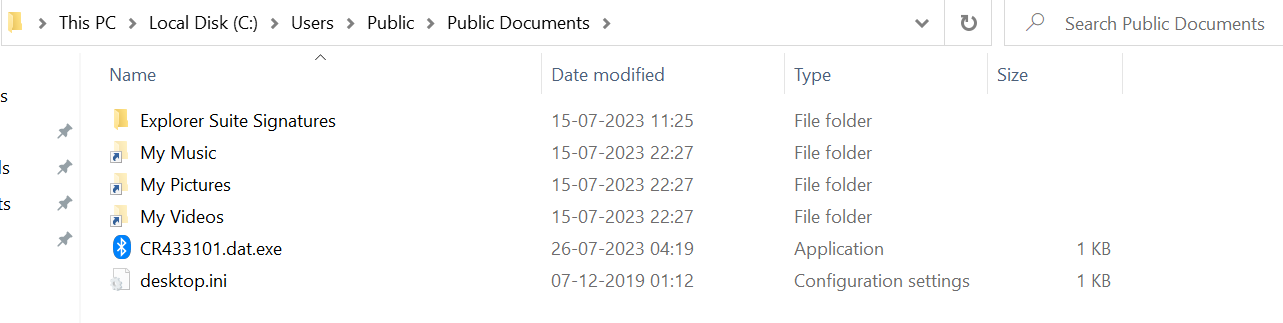 This PC > Local Disk (C:) > Users > Public > Public Documents >
Search Public Documents
Name Date modified Type Size
Explorer Suite Signatures 15-07-2023 11:25 File folder
My Music 15-07-2023 22:27 File folder
My Pictures 15-07-2023 22:27 File folder
My Videos 15-07-2023 22:27 File folder
CR433101.dat.exe 26-07-2023 04:19 Application 1 KB
desktop.ini 07-12-2019 01:12 Configuration settings 1 KB